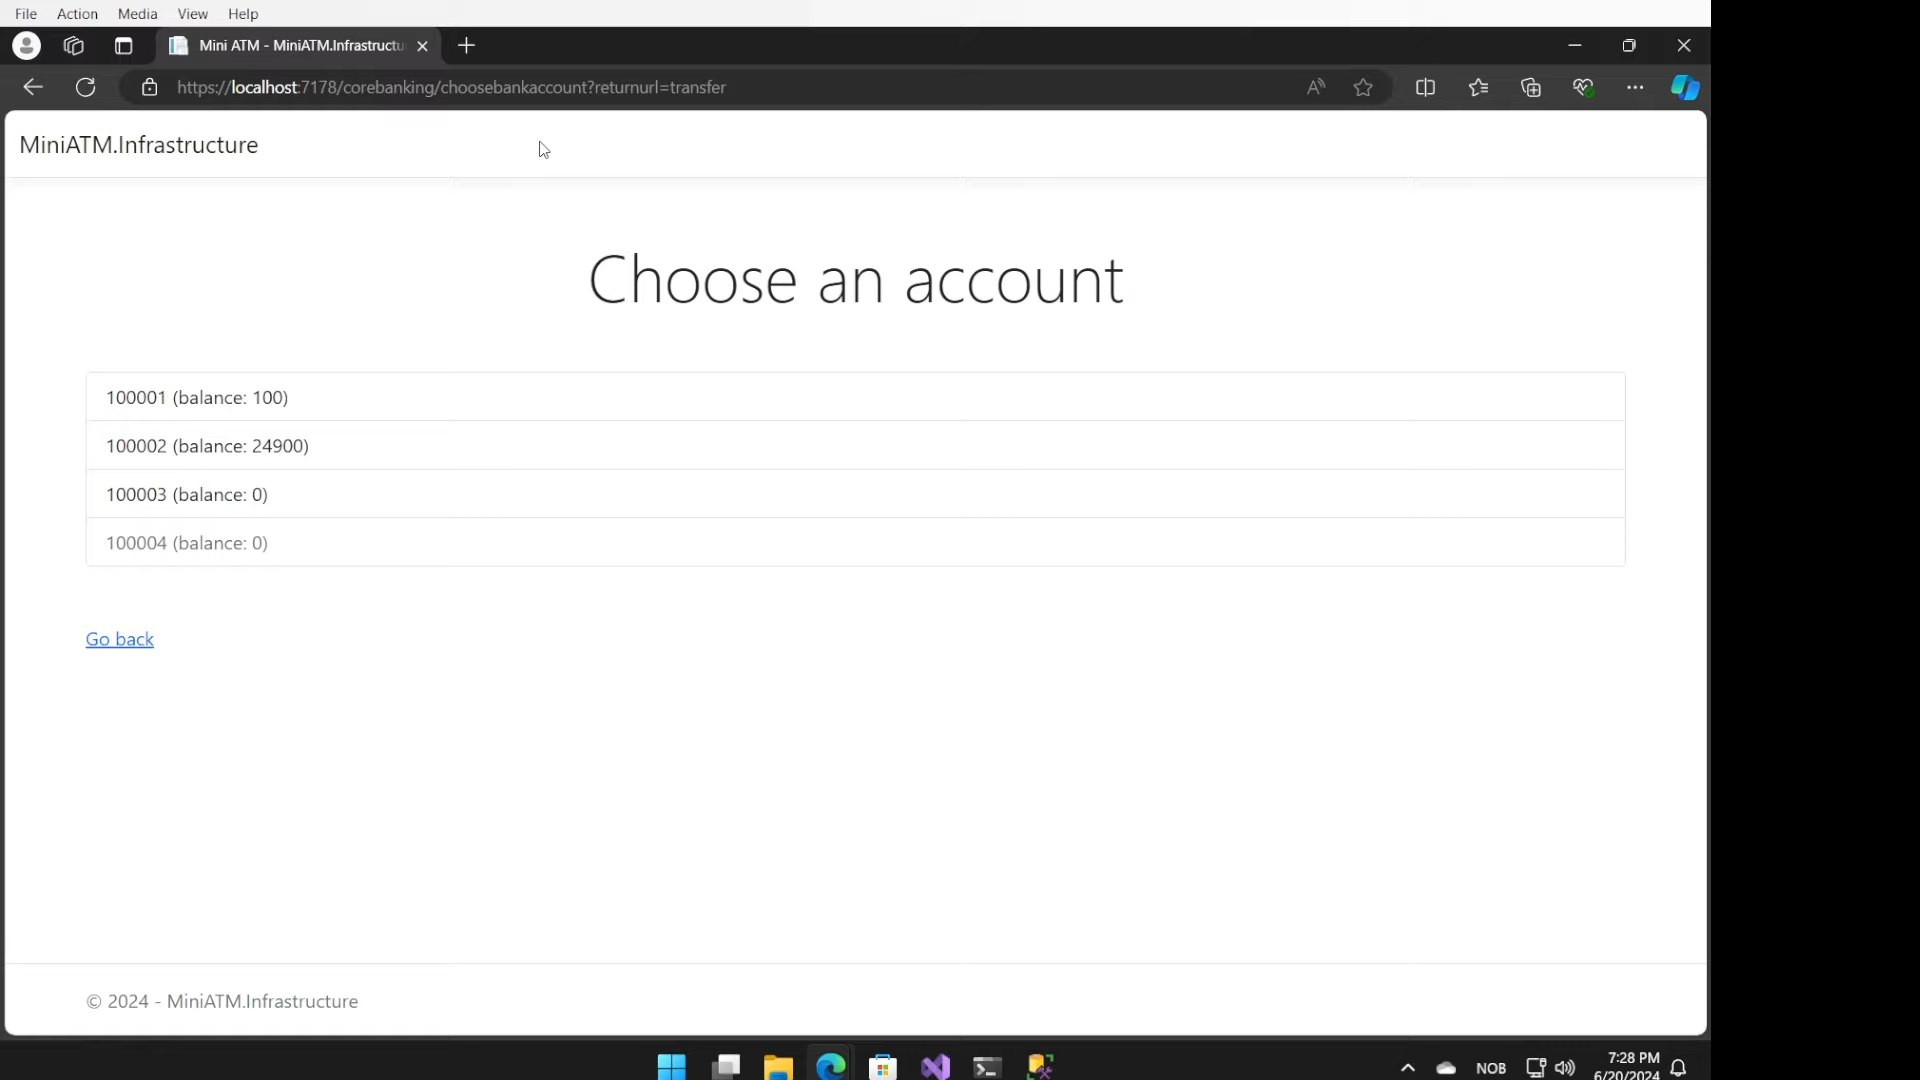 File Action Media View Help
Mini ATM - MiniATM.Infrastructu
https://localhost:7178/corebanking/choosebankaccount?returnurl=transfer
MiniATM.Infrastructure
Choose an account
100001 (balance: 100)
100002 (balance: 24900)
100003 (balance: 0)
100004 (balance: 0)
Go back
© 2024 - MiniATM.Infrastructure
NOB
7:28 PM
6/20/2024